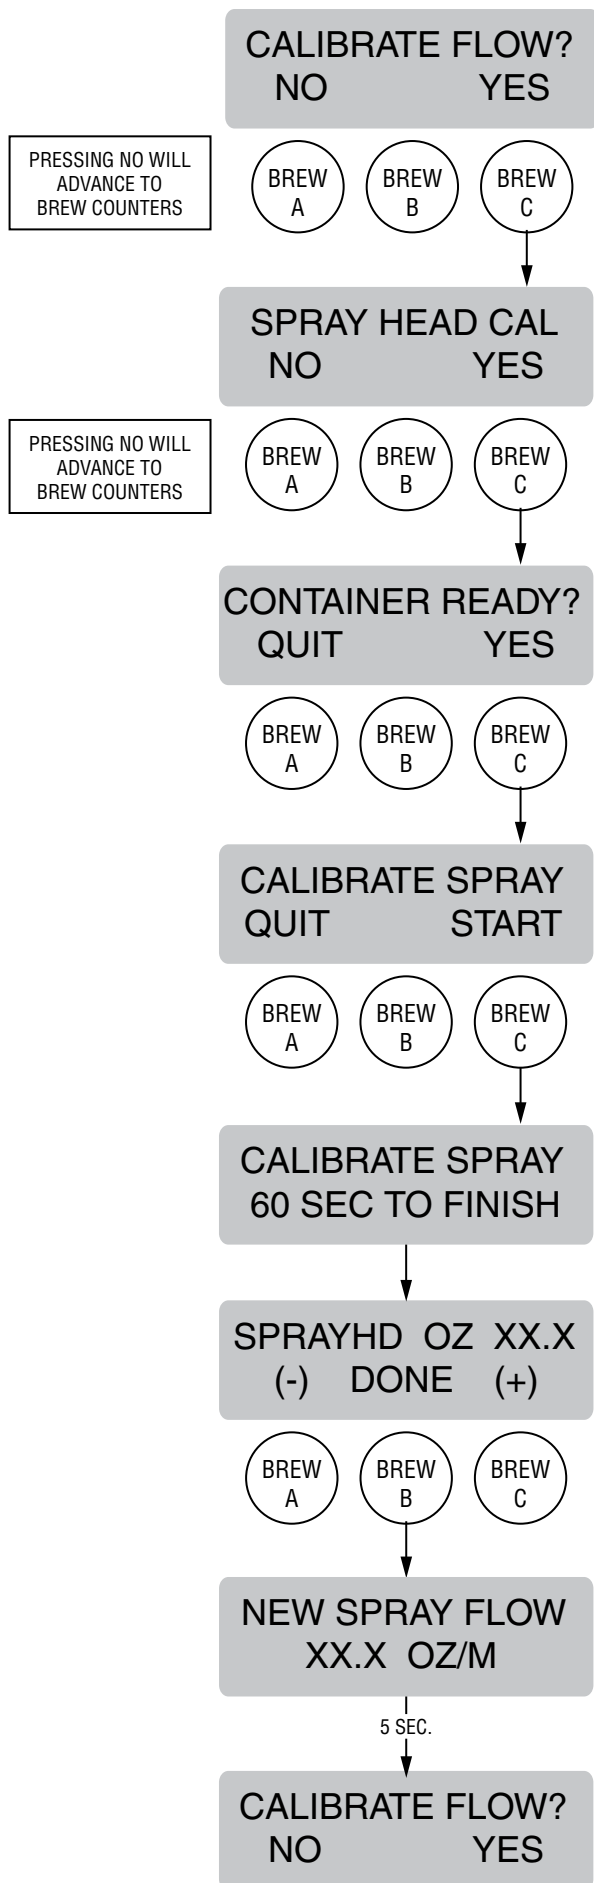 CALIBRATE FLOW?
NO YES
PRESSING NO WILL
ADVANCE TO
BREW COUNTERS
BREW
A
BREW
B
BREW
C
SPRAY HEAD CAL
NO YES
PRESSING NO WILL
ADVANCE TO
BREW COUNTERS
BREW
A
BREW
B
BREW
C
CONTAINER READY?
QUIT YES
BREW
A
BREW
B
BREW
C
CALIBRATE SPRAY
QUIT START
BREW
A
BREW
B
BREW
C
CALIBRATE SPRAY
60 SEC TO FINISH
SPRAYHD OZ XX.X
(-) DONE (+)
BREW
A
BREW
B
BREW
C
NEW SPRAY FLOW
XX.X OZ/M
5 SEC.
CALIBRATE FLOW?
NO YES